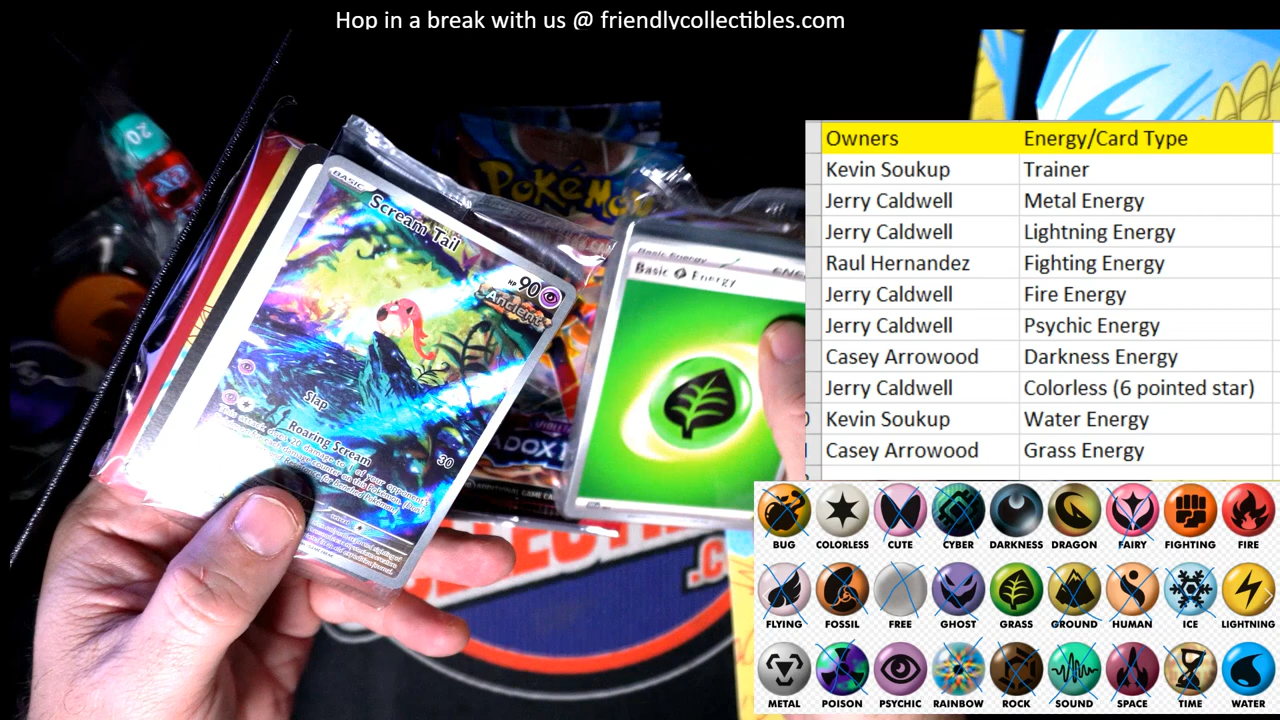 Hop in a break with us @ friendlycollectibles.com
20
POKéMON
BASIC
Scream Tail
HP 90
Ancient
Slap
30
Roaring Scream
Basic Energy
Basic Energy
Owners Energy/Card Type
Kevin Soukup Trainer
Jerry Caldwell Metal Energy
Jerry Caldwell Lightning Energy
Raul Hernandez Fighting Energy
Jerry Caldwell Fire Energy
Jerry Caldwell Psychic Energy
Casey Arrowood Darkness Energy
Jerry Caldwell Colorless (6 pointed star)
Kevin Soukup Water Energy
Casey Arrowood Grass Energy
BUG COLORLESS CUTE CYBER DARKNESS DRAGON FAIRY FIGHTING FIRE
FLYING FOSSIL FREE GHOST GRASS GROUND HUMAN ICE LIGHTNING
METAL POISON PSYCHIC RAINBOW ROCK SOUND SPACE TIME WATER